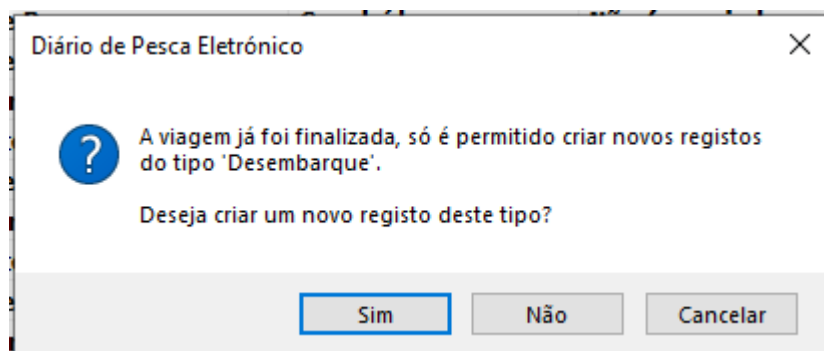 Diário de Pesca Eletrónico
A viagem já foi finalizada, só é permitido criar novos registos
do tipo 'Desembarque'.
Deseja criar um novo registo deste tipo?
Sim Não Cancelar